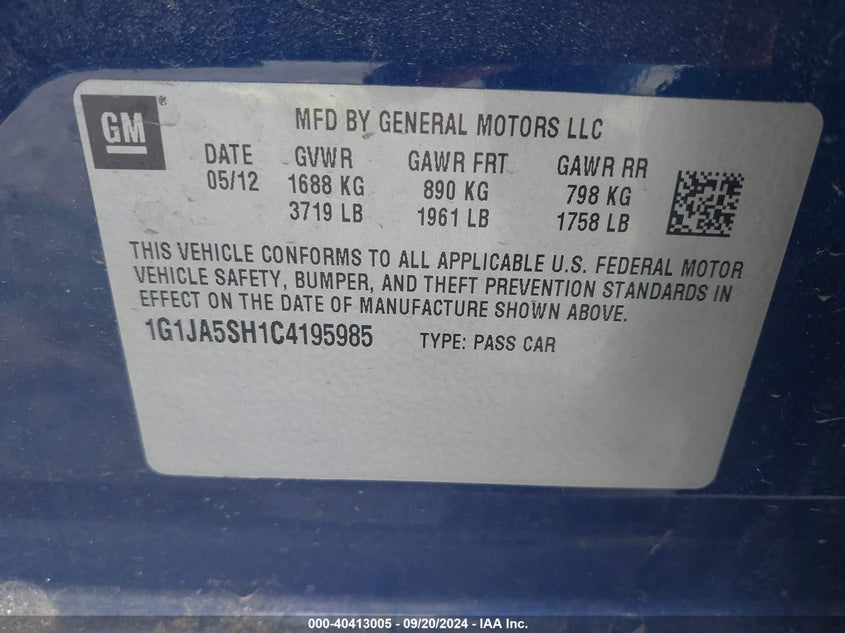 GM®
MFD BY GENERAL MOTORS LLC
DATE GVWR GAWR FRT GAWR RR
05/12 1688 KG 890 KG 798 KG
3719 LB 1961 LB 1758 LB
THIS VEHICLE CONFORMS TO ALL APPLICABLE U.S. FEDERAL MOTOR
VEHICLE SAFETY, BUMPER, AND THEFT PREVENTION STANDARDS IN
EFFECT ON THE DATE OF MANUFACTURE SHOWN ABOVE.
1G1JA5SH1C4195985 TYPE: PASS CAR
000-40413005 - 09/20/2024 - IAA Inc.